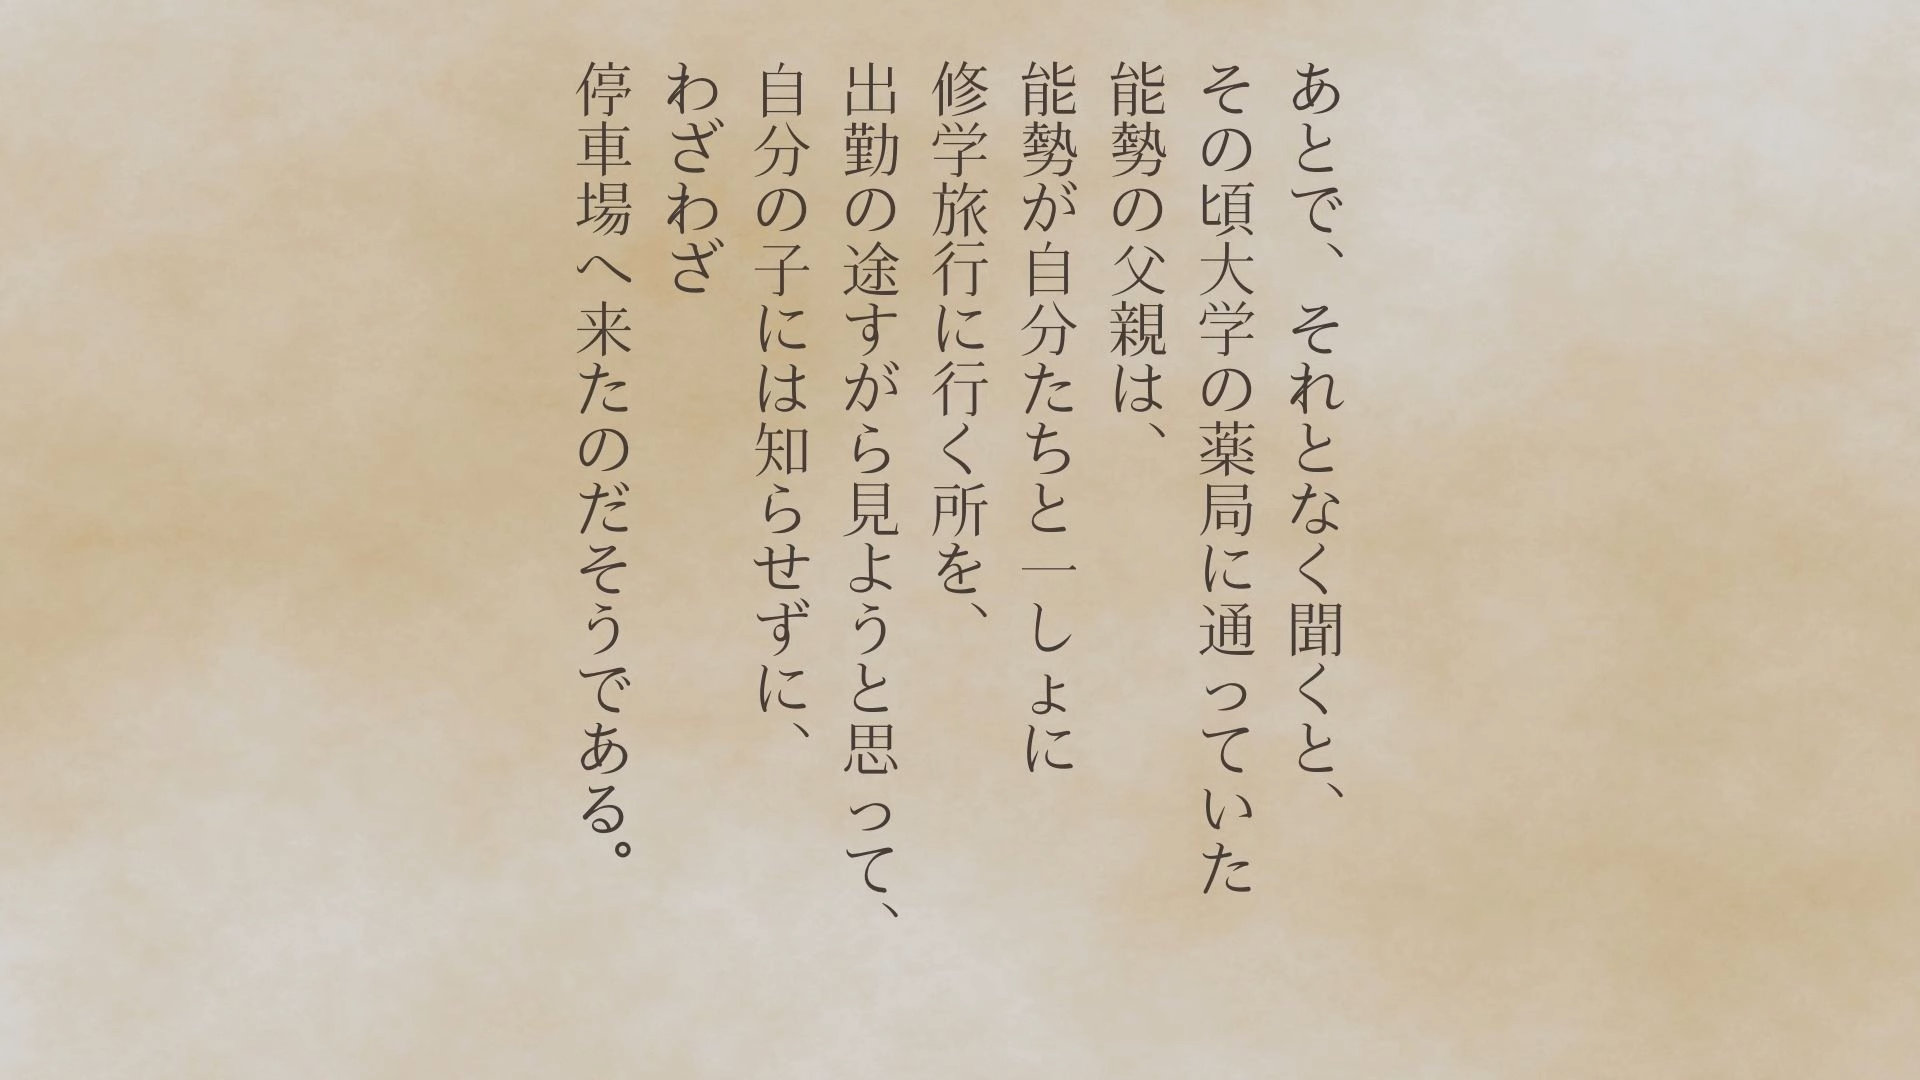 あとで、それとなく聞くと、
その頃大学の薬局に通っていた
能勢の父親は、
能勢が自分たちと一しょに
修学旅行に行く所を、
出勤の途すがら見ようと思って、
自分の子には知らせずに、
わざわざ
停車場へ来たのだそうである。